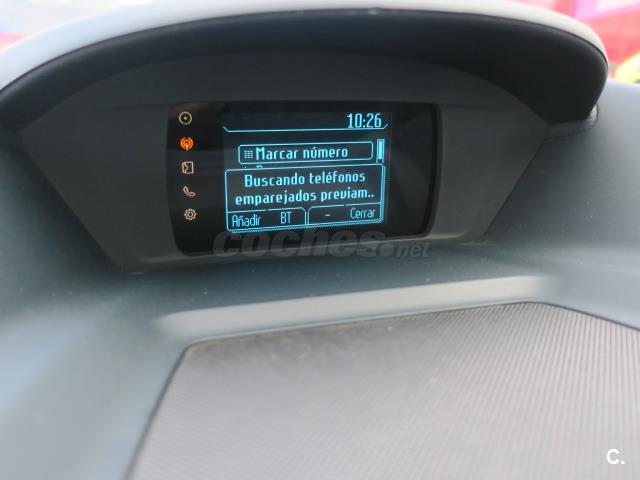 10:26
Marcar número
Buscando teléfonos
emparejados previam..
Añadir BT - Cerrar
coches.net
C.